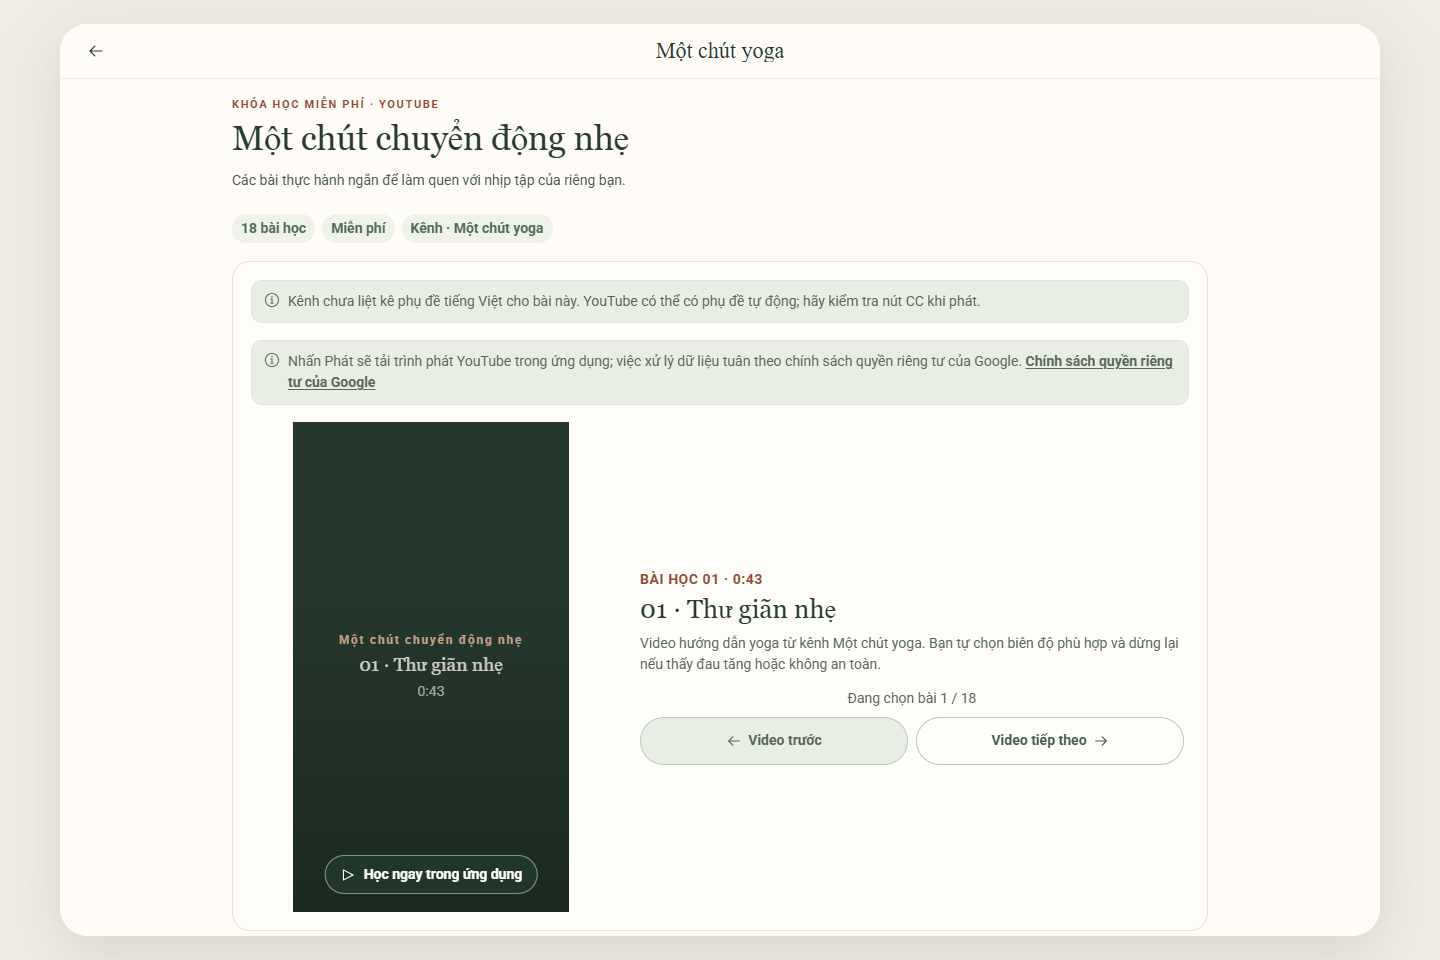 Một chút yoga
KHÓA HỌC MIỄN PHÍ · YOUTUBE
Một chút chuyển động nhẹ
Các bài thực hành ngắn để làm quen với nhịp tập của riêng bạn.
18 bài học
Miễn phí
Kênh · Một chút yoga
Kênh chưa liệt kê phụ đề tiếng Việt cho bài này. YouTube có thể có phụ đề tự động; hãy kiểm tra nút CC khi phát.
Nhấn Phát sẽ tải trình phát YouTube trong ứng dụng; việc xử lý dữ liệu tuân theo chính sách quyền riêng tư của Google. Chính sách quyền riêng
tư của Google
Một chút chuyển động nhẹ
01 · Thư giãn nhẹ
0:43
Học ngay trong ứng dụng
BÀI HỌC 01 · 0:43
01 · Thư giãn nhẹ
Video hướng dẫn yoga từ kênh Một chút yoga. Bạn tự chọn biên độ phù hợp và dừng lại
nếu thấy đau tăng hoặc không an toàn.
Đang chọn bài 1 / 18
← Video trước
Video tiếp theo →